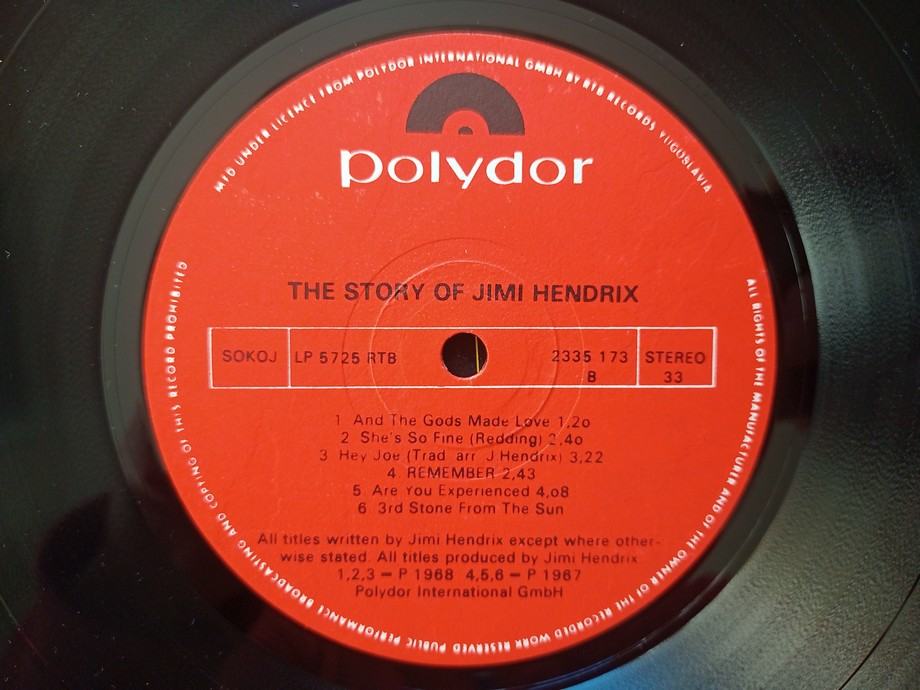 MFD UNDER LICENCE FROM POLYDOR INTERNATIONAL GMBH BY RTB RECORDS YUGOSLAVIA
polydor
THE STORY OF JIMI HENDRIX
SOKOJ LP 5725 RTB 2335 173 STEREO
B 33
1 And The Gods Made Love 1,2o
2 She's So Fine (Redding) 2,4o
3 Hey Joe (Trad arr J Hendrix) 3,22
4. REMEMBER 2,43
5 Are You Experienced 4,o8
6 3rd Stone From The Sun
All titles written by Jimi Hendrix except where other-
wise stated. All titles produced by Jimi Hendrix
1,2,3 — P 1968 4,5,6 — P 1967
Polydor International GmbH
ALL RIGHTS OF THE MANUFACTURER AND OF THE OWNER OF THE RECORDED WORK RESERVED PUBLIC PERFORMANCE BROADCASTING AND COPYING OF THIS RECORD PROHIBITED